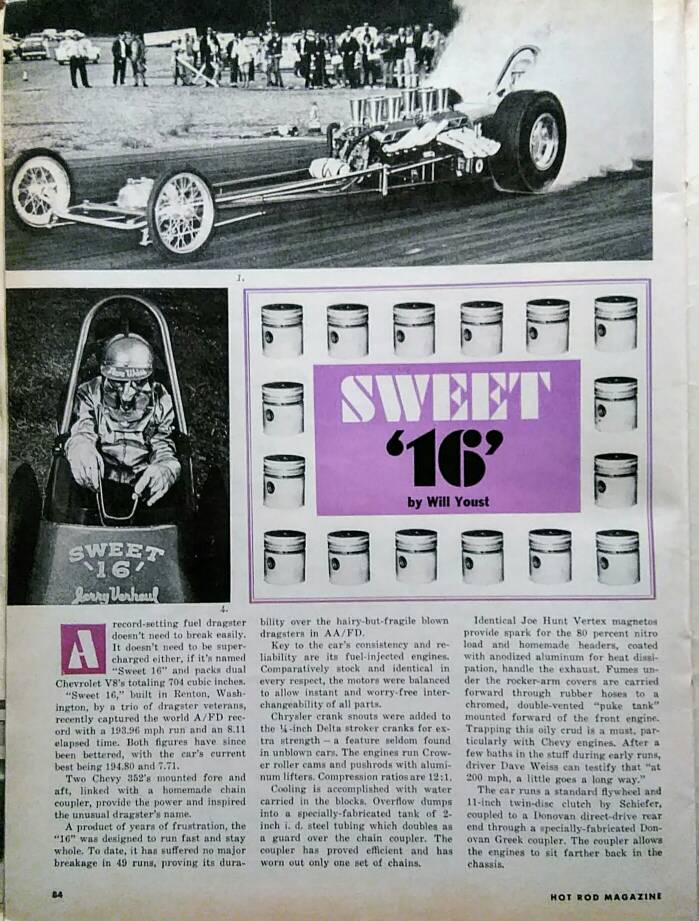 1.
SWEET
'16'
by Will Youst
SWEET
'16'
Jerry Verheul
4.
A record-setting fuel dragster
doesn't need to break easily.
It doesn't need to be super-
charged either, if it's named
"Sweet 16" and packs dual
Chevrolet V8's totaling 704 cubic inches.
"Sweet 16," built in Renton, Wash-
ington, by a trio of dragster veterans,
recently captured the world A/FD rec-
ord with a 193.96 mph run and an 8.11
elapsed time. Both figures have since
been bettered, with the car's current
best being 194.80 and 7.71.
Two Chevy 352's mounted fore and
aft, linked with a homemade chain
coupler, provide the power and inspired
the unusual dragster's name.
A product of years of frustration, the
"16" was designed to run fast and stay
whole. To date, it has suffered no major
breakage in 49 runs, proving its dura-
bility over the hairy-but-fragile blown
dragsters in AA/FD.
Key to the car's consistency and re-
liability are its fuel-injected engines.
Comparatively stock and identical in
every respect, the motors were balanced
to allow instant and worry-free inter-
changeability of all parts.
Chrysler crank snouts were added to
the ¼-inch Delta stroker cranks for ex-
tra strength – a feature seldom found
in unblown cars. The engines run Crow-
er roller cams and pushrods with alumi-
num lifters. Compression ratios are 12:1.
Cooling is accomplished with water
carried in the blocks. Overflow dumps
into a specially-fabricated tank of 2-
inch i. d. steel tubing which doubles as
a guard over the chain coupler. The
coupler has proved efficient and has
worn out only one set of chains.
Identical Joe Hunt Vertex magnetos
provide spark for the 80 percent nitro
load and homemade headers, coated
with anodized aluminum for heat dissi-
pation, handle the exhaust. Fumes un-
der the rocker-arm covers are carried
forward through rubber hoses to a
chromed, double-vented "puke tank"
mounted forward of the front engine.
Trapping this oily crud is a must, par-
ticularly with Chevy engines. After a
few baths in the stuff during early runs,
driver Dave Weiss can testify that "at
200 mph, a little goes a long way."
The car runs a standard flywheel and
11-inch twin-disc clutch by Schiefer,
coupled to a Donovan direct-drive rear
end through a specially-fabricated Don-
ovan Greek coupler. The coupler allows
the engines to sit farther back in the
chassis.
84
HOT ROD MAGAZINE